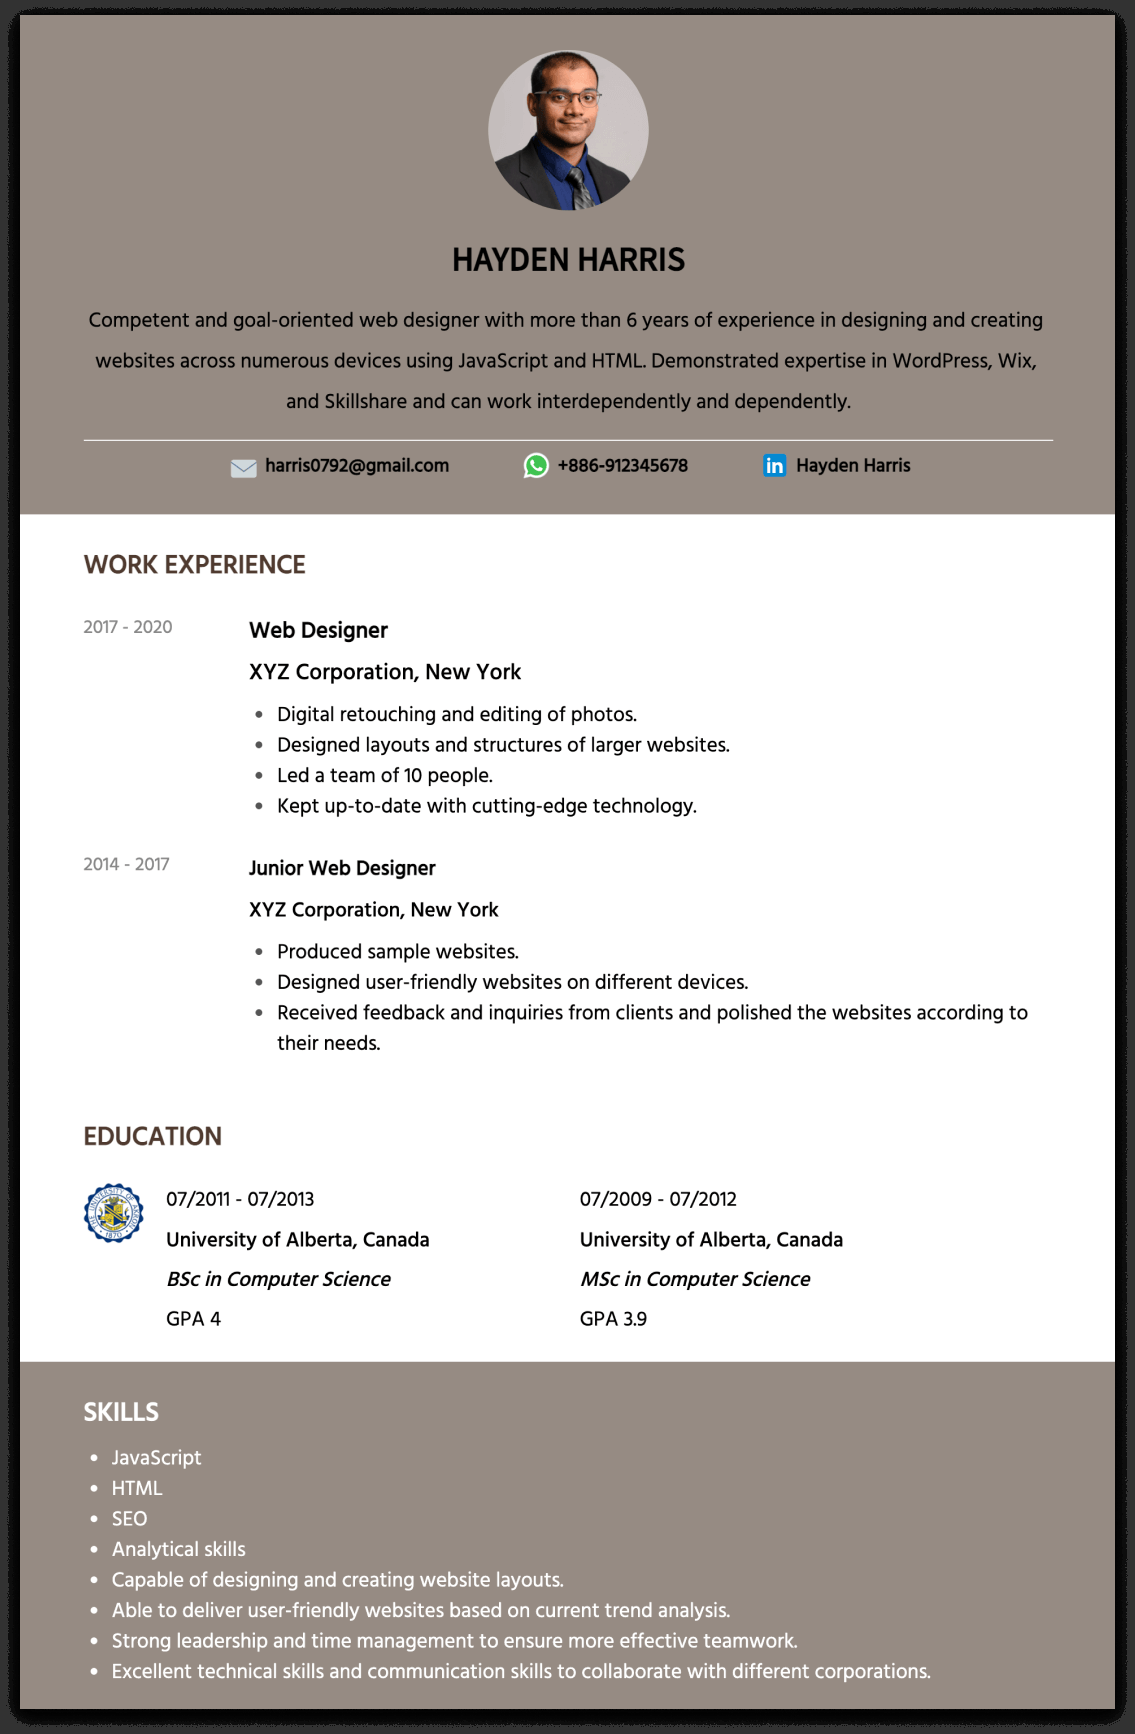 HAYDEN HARRIS
Competent and goal-oriented web designer with more than 6 years of experience in designing and creating
websites across numerous devices using JavaScript and HTML. Demonstrated expertise in WordPress, Wix,
and Skillshare and can work interdependently and dependently.
harris0792@gmail.com
+886-912345678
in Hayden Harris
WORK EXPERIENCE
2017 - 2020
Web Designer
XYZ Corporation, New York
• Digital retouching and editing of photos.
• Designed layouts and structures of larger websites.
• Led a team of 10 people.
• Kept up-to-date with cutting-edge technology.
2014 - 2017
Junior Web Designer
XYZ Corporation, New York
• Produced sample websites.
• Designed user-friendly websites on different devices.
• Received feedback and inquiries from clients and polished the websites according to
their needs.
EDUCATION
THE UNIVERSITY OF AKRON
1870
07/2011 - 07/2013
University of Alberta, Canada
BSc in Computer Science
GPA 4
07/2009 - 07/2012
University of Alberta, Canada
MSc in Computer Science
GPA 3.9
SKILLS
• JavaScript
• HTML
• SEO
• Analytical skills
• Capable of designing and creating website layouts.
• Able to deliver user-friendly websites based on current trend analysis.
• Strong leadership and time management to ensure more effective teamwork.
• Excellent technical skills and communication skills to collaborate with different corporations.